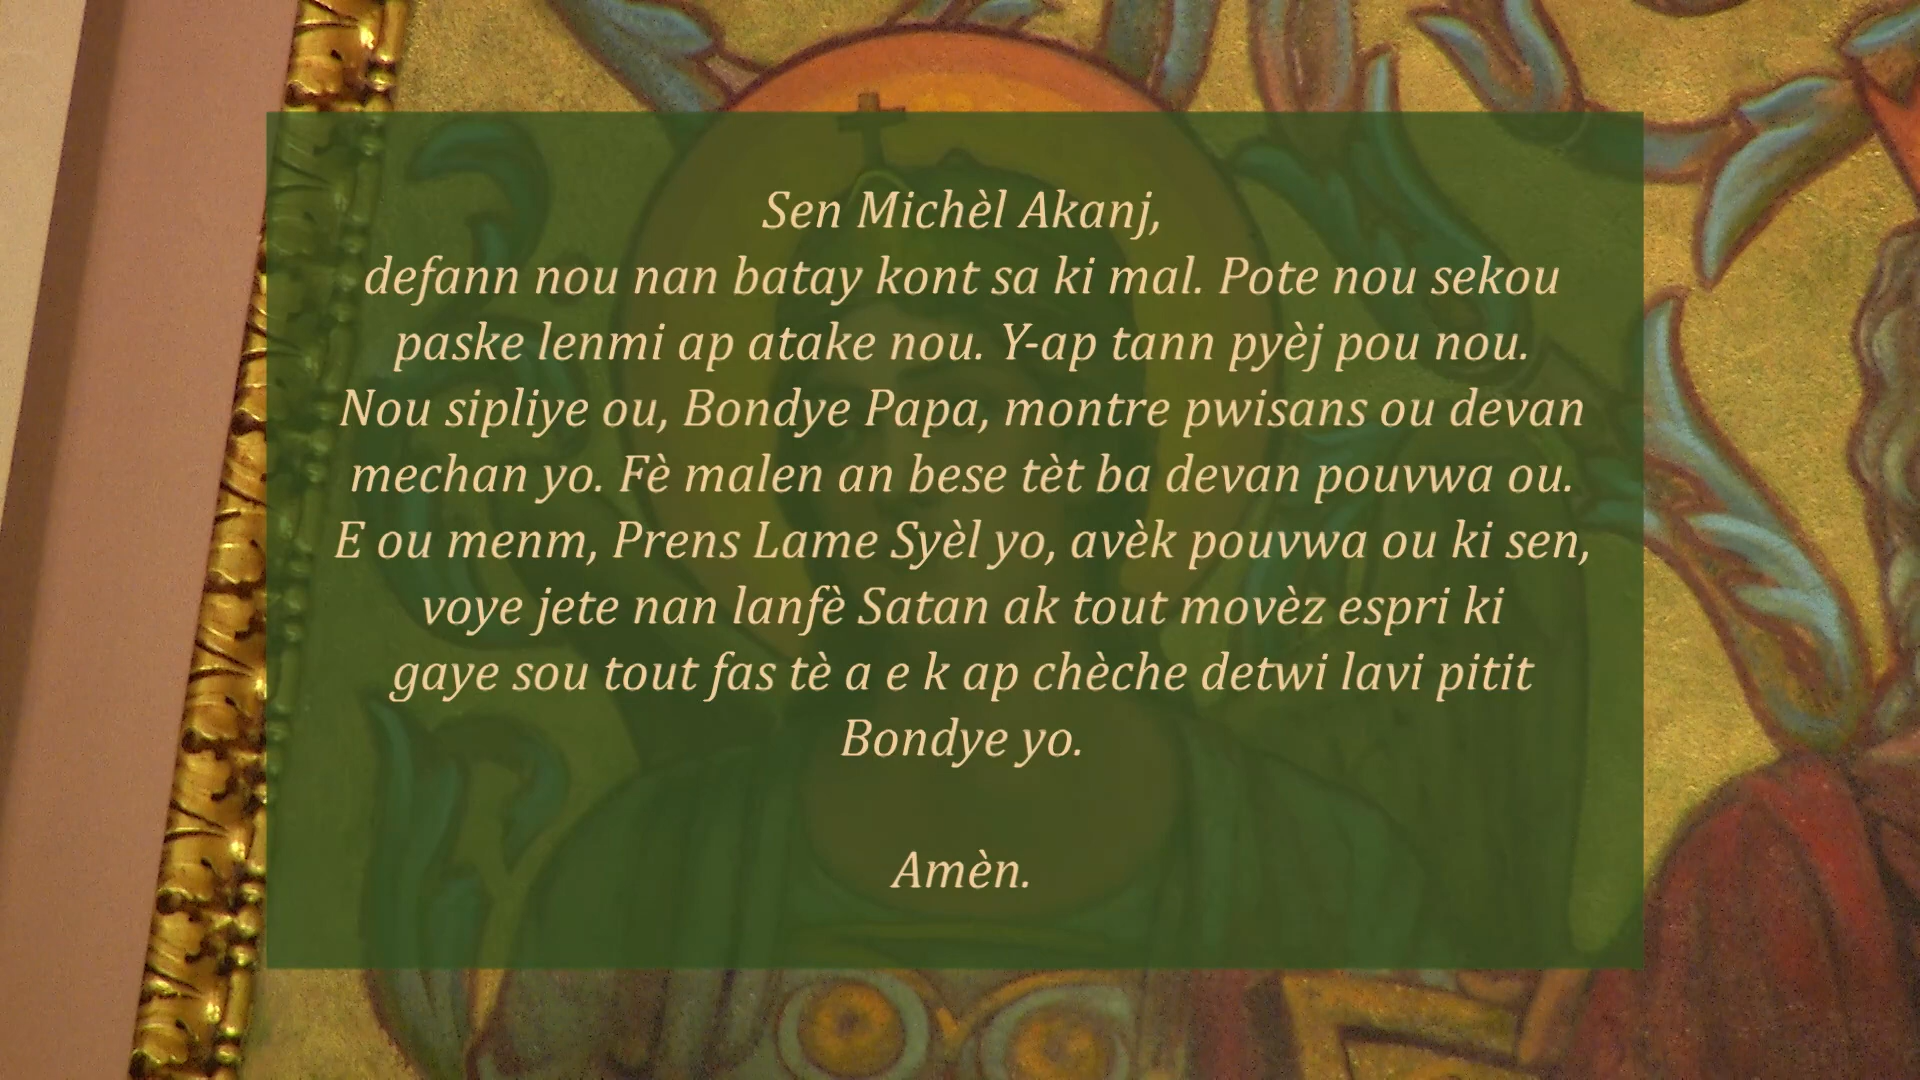 Sen Michèl Akanj,
defann nou nan batay kont sa ki mal. Pote nou sekou
paske lenmi ap atake nou. Y-ap tann pyèj pou nou.
Nou sipliye ou, Bondye Papa, montre pwisans ou devan
mechan yo. Fè malen an bese tèt ba devan pouvwa ou.
E ou menm, Prens Lame Syèl yo, avèk pouvwa ou ki sen,
voye jete nan lanfè Satan ak tout movèz espri ki
gaye sou tout fas tè a e k ap chèche detwi lavi pitit
Bondye yo.
Amèn.